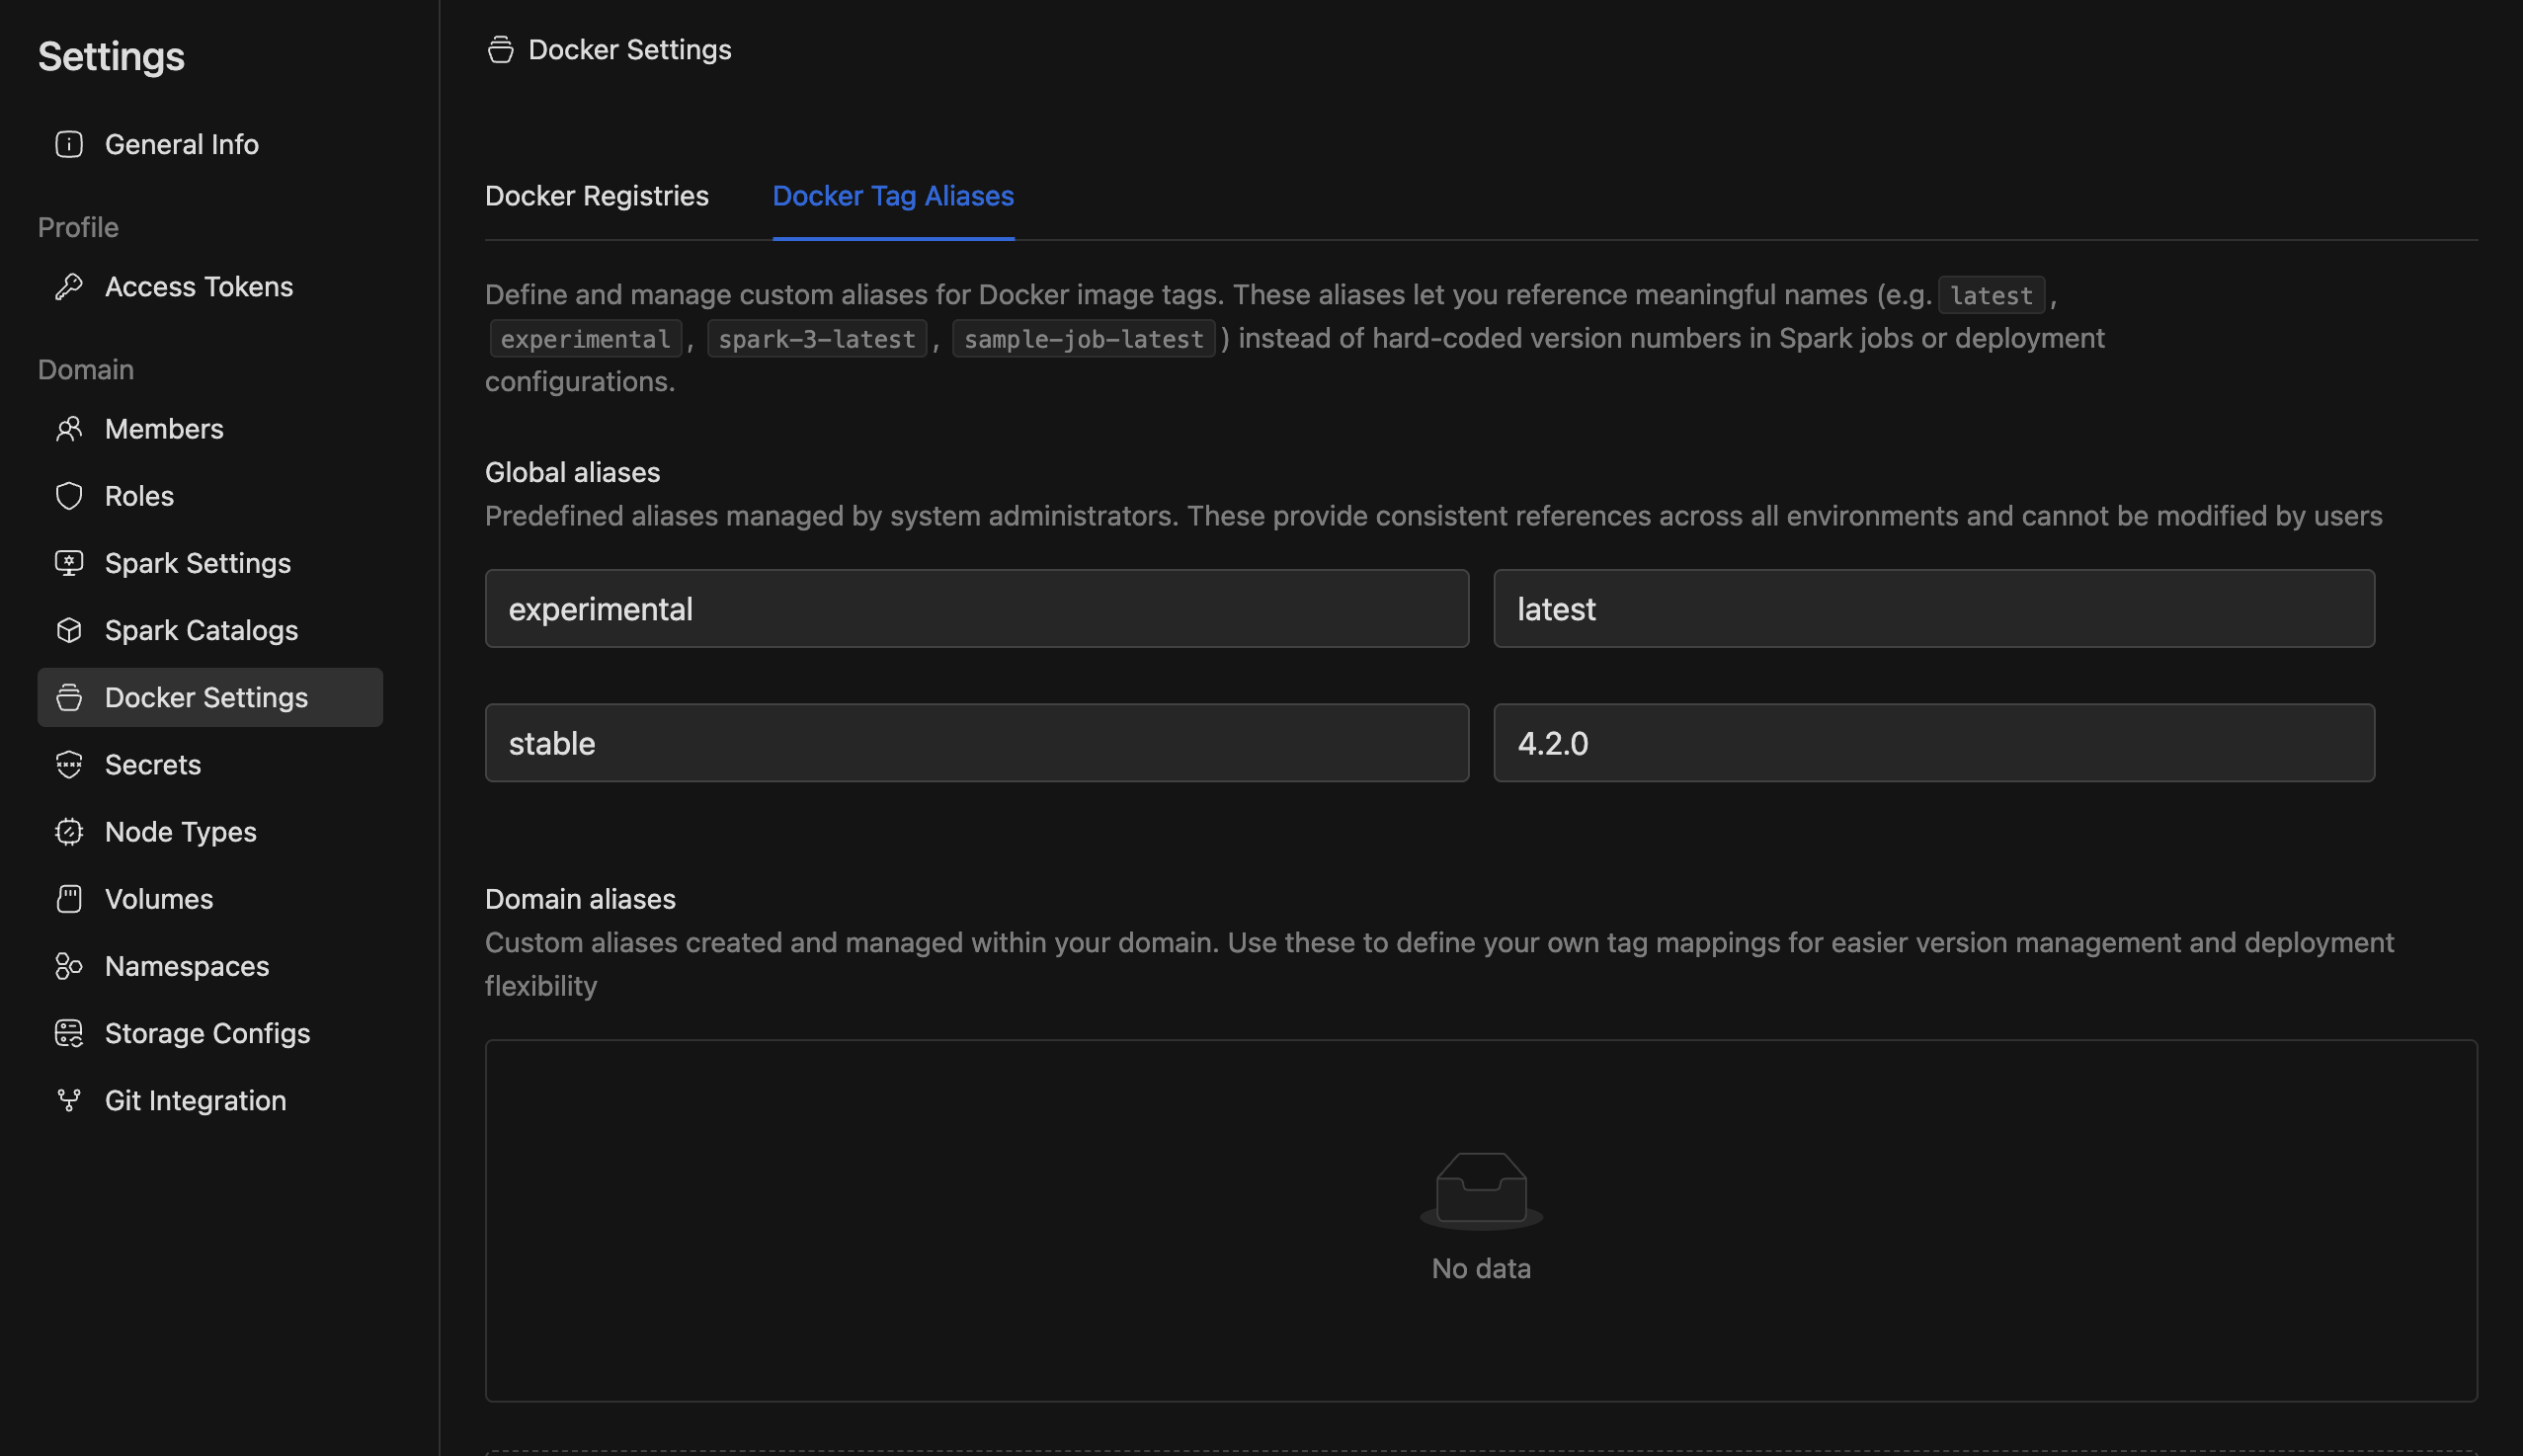 Settings
General Info
Profile
Access Tokens
Domain
Members
Roles
Spark Settings
Spark Catalogs
Docker Settings
Secrets
Node Types
Volumes
Namespaces
Storage Configs
Git Integration
Docker Settings
Docker Registries Docker Tag Aliases
Define and manage custom aliases for Docker image tags. These aliases let you reference meaningful names (e.g. latest ,
experimental , spark-3-latest , sample-job-latest ) instead of hard-coded version numbers in Spark jobs or deployment
configurations.
Global aliases
Predefined aliases managed by system administrators. These provide consistent references across all environments and cannot be modified by users
experimental latest
stable 4.2.0
Domain aliases
Custom aliases created and managed within your domain. Use these to define your own tag mappings for easier version management and deployment
flexibility
No data